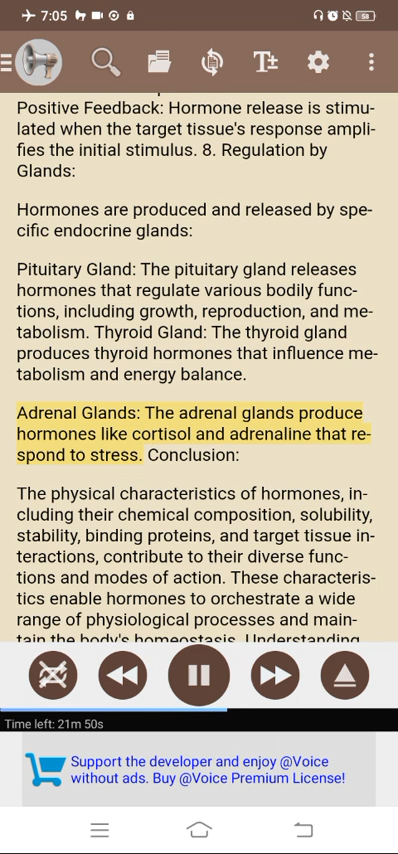 7:05
58
T±
Positive Feedback: Hormone release is stimu-
lated when the target tissue's response ampli-
fies the initial stimulus. 8. Regulation by
Glands:
Hormones are produced and released by spe-
cific endocrine glands:
Pituitary Gland: The pituitary gland releases
hormones that regulate various bodily func-
tions, including growth, reproduction, and me-
tabolism. Thyroid Gland: The thyroid gland
produces thyroid hormones that influence me-
tabolism and energy balance.
Adrenal Glands: The adrenal glands produce
hormones like cortisol and adrenaline that re-
spond to stress. Conclusion:
The physical characteristics of hormones, in-
cluding their chemical composition, solubility,
stability, binding proteins, and target tissue in-
teractions, contribute to their diverse func-
tions and modes of action. These characteris-
tics enable hormones to orchestrate a wide
range of physiological processes and main-
tain the body's homeostasis. Understanding
Time left: 21m 50s
Support the developer and enjoy @Voice
without ads. Buy @Voice Premium License!